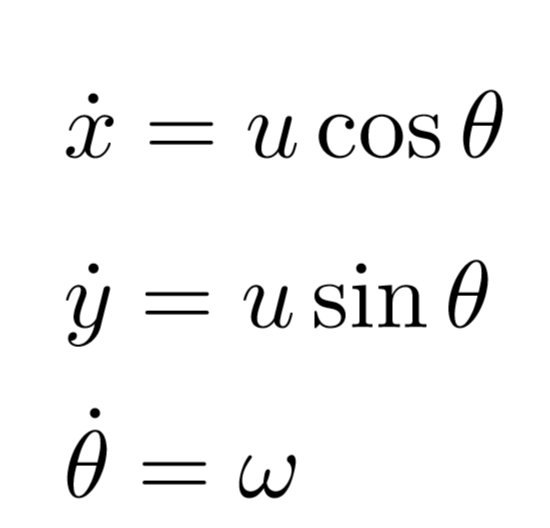 ẋ = u cos θ
ẏ = u sin θ
θ̇ = ω